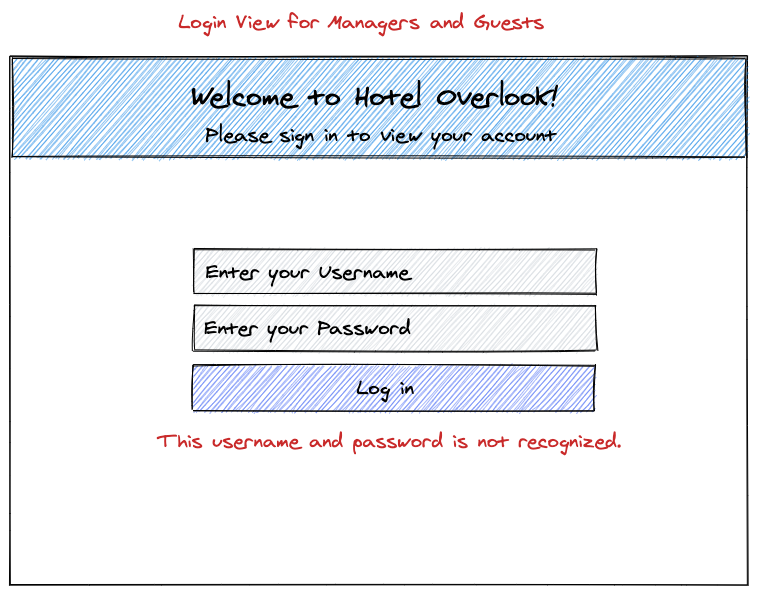 Login View for Managers and Guests
Welcome to Hotel Overlook!
Please sign in to view your account
Enter your Username
Enter your Password
Log in
This username and password is not recognized.